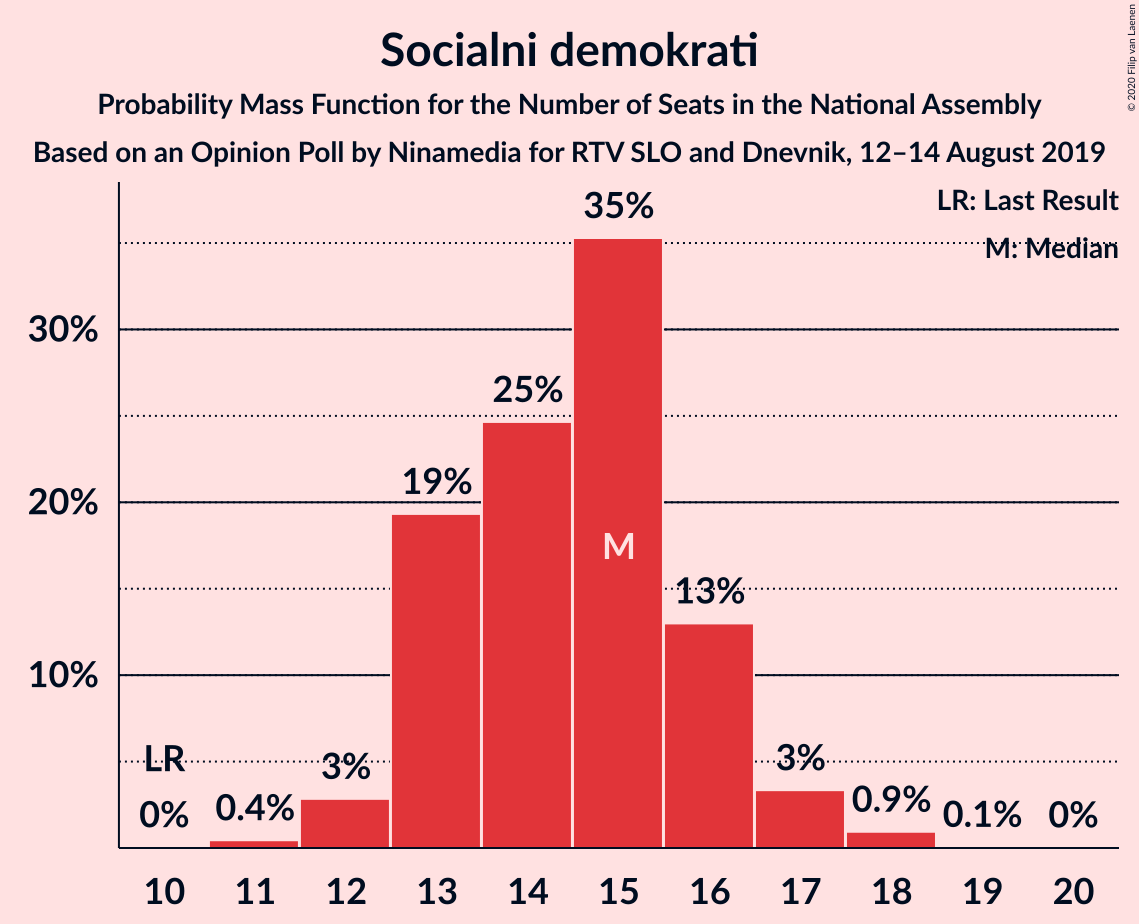 Socialni demokrati
Probability Mass Function for the Number of Seats in the National Assembly
Based on an Opinion Poll by Ninamedia for RTV SLO and Dnevnik, 12–14 August 2019
© 2020 Filip van Laenen
LR: Last Result
M: Median
35%
30%
25%
19%
20%
M
13%
10%
LR
3%
3%
0%
0.4%
0.9%
0.1%
0%
10 11 12 13 14 15 16 17 18 19 20